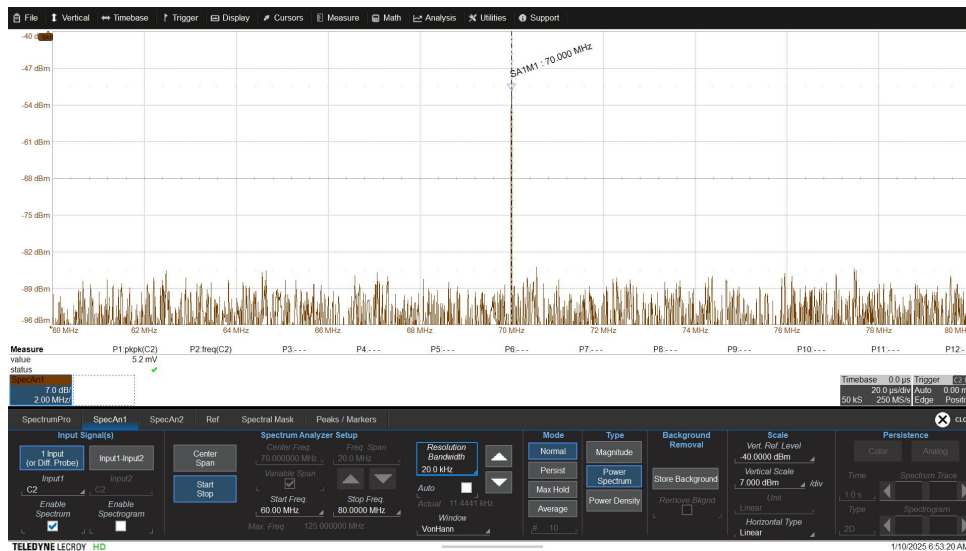 File Vertical Timebase Trigger Display Cursors Measure Math Analysis Utilities Support
-40 dBm
SA1M1 : 70.000 MHz
-47 dBm
-54 dBm
-61 dBm
-68 dBm
-75 dBm
-82 dBm
-89 dBm
-96 dBm
60 MHz 62 MHz 64 MHz 66 MHz 68 MHz 70 MHz 72 MHz 74 MHz 76 MHz 78 MHz 80 MH
Measure P1:pkpk(C2) P2:freq(C2) P3:--- P4:--- P5:--- P6:--- P7:--- P8:--- P9:--- P10:--- P11:--- P12:-
value 5.2 mV
status
SpecAn1
7.0 dB/
2.00 MHz/
Timebase 0.0 µs Trigger C2
20.0 µs/div Auto 0.00 m
50 kS 250 MS/s Edge Positi
SpectrumPro SpecAn1 SpecAn2 Ref Spectral Mask Peaks / Markers CLO
Input Signal(s)
1 Input
(or Diff. Probe)
Input1-Input2
Input1
C2
Input2
C2
Enable
Spectrum
Enable
Spectrogram
Spectrum Analyzer Setup
Center
Span
Start
Stop
Center Freq.
70.000000 MHz
Freq. Span
20.0 MHz
Variable Span
Start Freq.
60.00 MHz
Stop Freq.
80.0000 MHz
Max. Freq 125.000000 MHz
Resolution
Bandwidth
20.0 kHz
Auto
Actual : 11.4441 kHz
Window
VonHann
Mode
Normal
Persist
Max Hold
Average
# 10
Type
Magnitude
Power
Spectrum
Power Density
Background
Removal
Store Background
Remove Bkgnd
Scale
Vert. Ref. Level
-40.0000 dBm
Vertical Scale
7.000 dBm /div
Unit
Linear
Horizontal Type
Linear
Persistence
Color Analog
Time
1.0 s
Spectrum Trace
Type
2D
Spectrogram
TELEDYNE LECROY HD
1/10/2025 6:53:20 AM